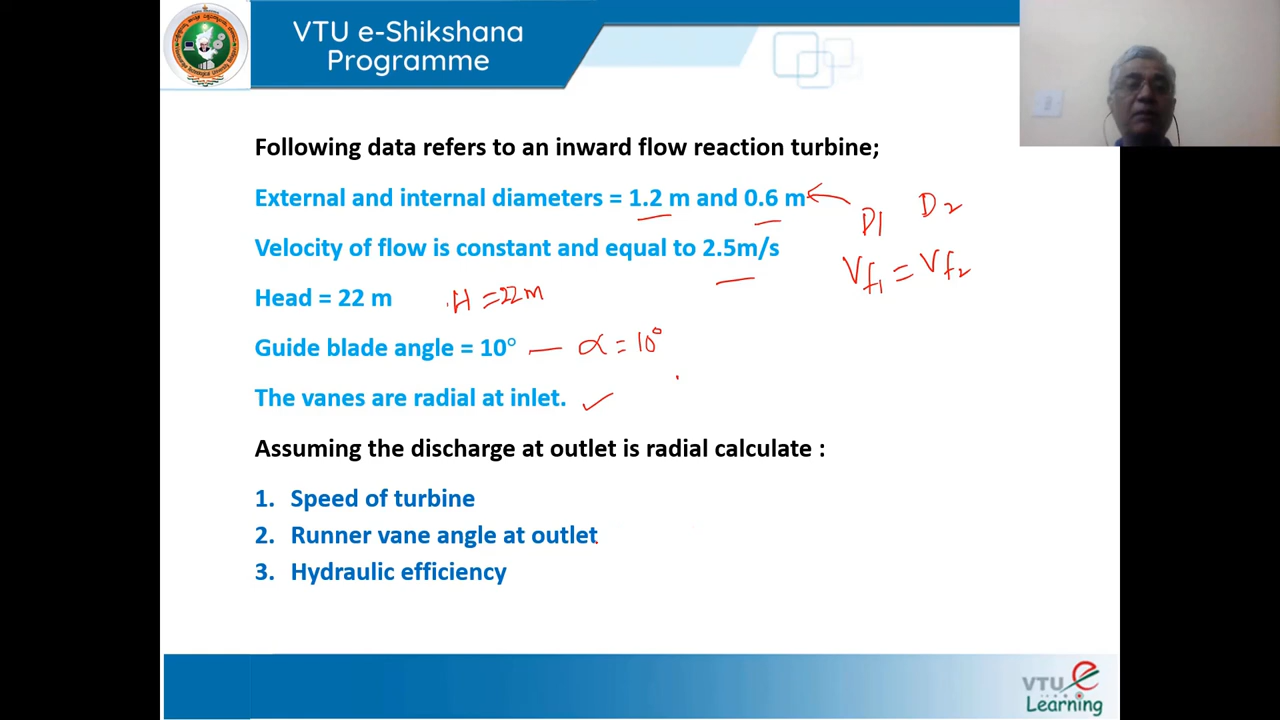 VTU e-Shikshana
Programme
Following data refers to an inward flow reaction turbine;
External and internal diameters = 1.2 m and 0.6 m
D1 D2
Velocity of flow is constant and equal to 2.5m/s
Vf1 = Vf2
Head = 22 m H = 22m
Guide blade angle = 10° — α = 10°
The vanes are radial at inlet. ✓
Assuming the discharge at outlet is radial calculate :
1. Speed of turbine
2. Runner vane angle at outlet
3. Hydraulic efficiency
VTU e
Learning